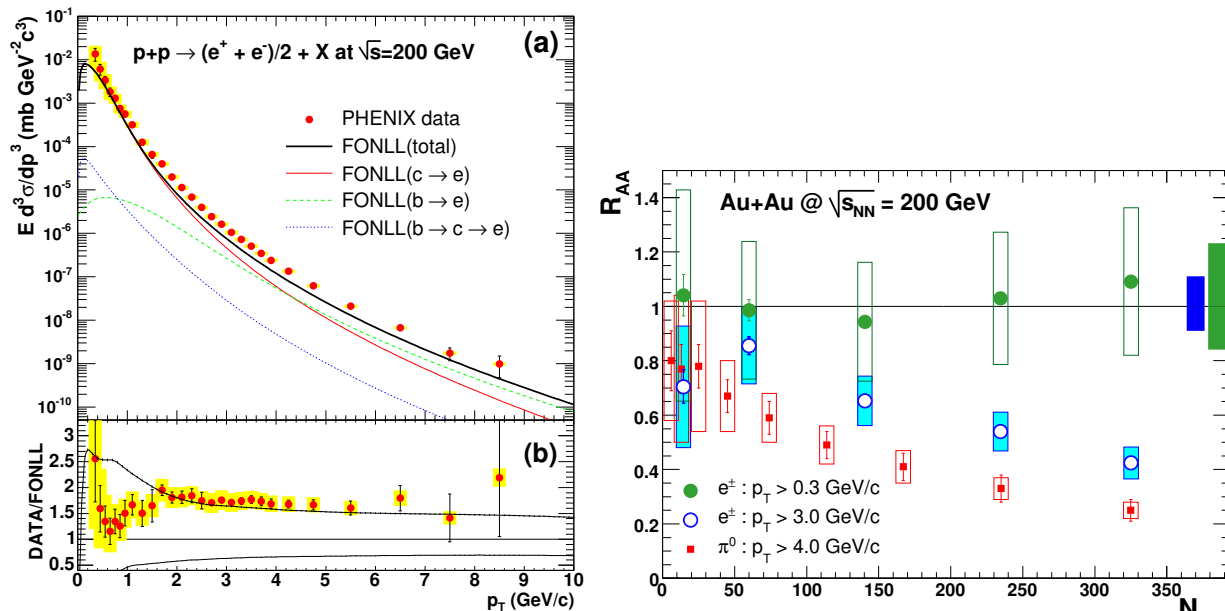 (a)
p+p → (e⁺ + e⁻)/2 + X at √s=200 GeV
PHENIX data
FONLL(total)
FONLL(c → e)
FONLL(b → e)
FONLL(b → c → e)
E d³σ/dp³ (mb GeV⁻²c³)
10⁻¹
10⁻²
10⁻³
10⁻⁴
10⁻⁵
10⁻⁶
10⁻⁷
10⁻⁸
10⁻⁹
10⁻¹⁰
(b)
DATA/FONLL
3
2.5
2
1.5
1
0.5
0 1 2 3 4 5 6 7 8 9 10
p_T (GeV/c)
R_AA
Au+Au @ √s_NN = 200 GeV
1.4
1.2
1
0.8
0.6
0.4
0.2
0
e± : p_T > 0.3 GeV/c
e± : p_T > 3.0 GeV/c
π⁰ : p_T > 4.0 GeV/c
0 50 100 150 200 250 300 350